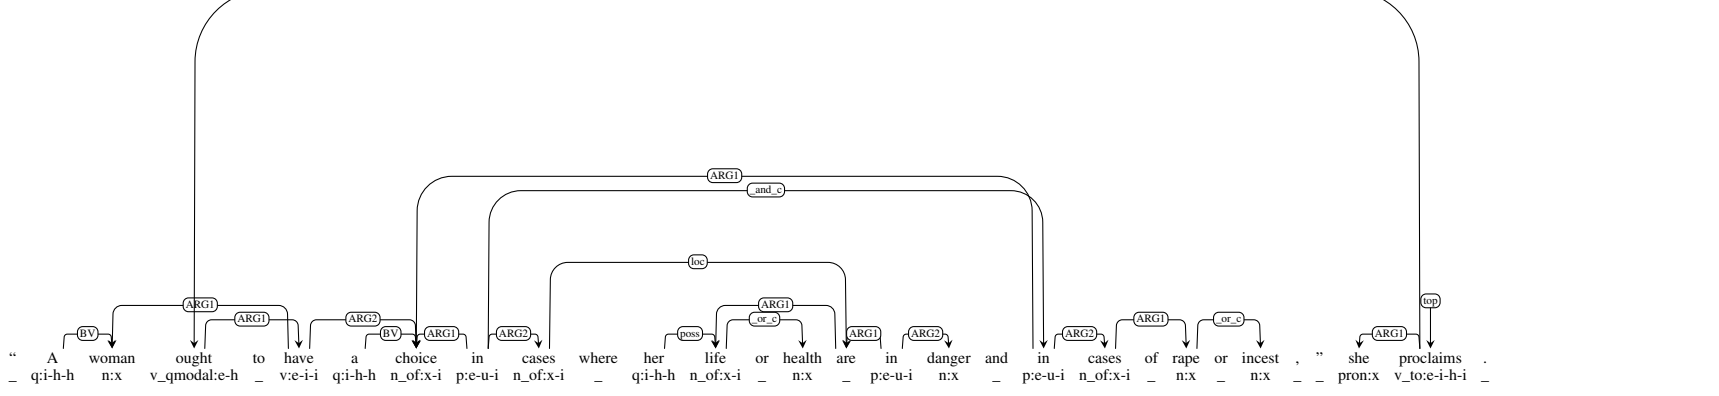 ARG1
_and_c
loc
top
ARG1 ARG1
ARG1 ARG2 _or_c ARG1 _or_c
BV BV ARG1 ARG2 poss ARG1 ARG2 ARG2 ARG1
“ A woman ought to have a choice in cases where her life or health are in danger and in cases of rape or incest , ” she proclaims .
_ q:i-h-h n:x v_qmodal:e-h _ v:e-i-i q:i-h-h n_of:x-i p:e-u-i n_of:x-i _ q:i-h-h n_of:x-i _ n:x _ p:e-u-i n:x _ p:e-u-i n_of:x-i _ n:x _ n:x _ _ pron:x v_to:e-i-h-i _